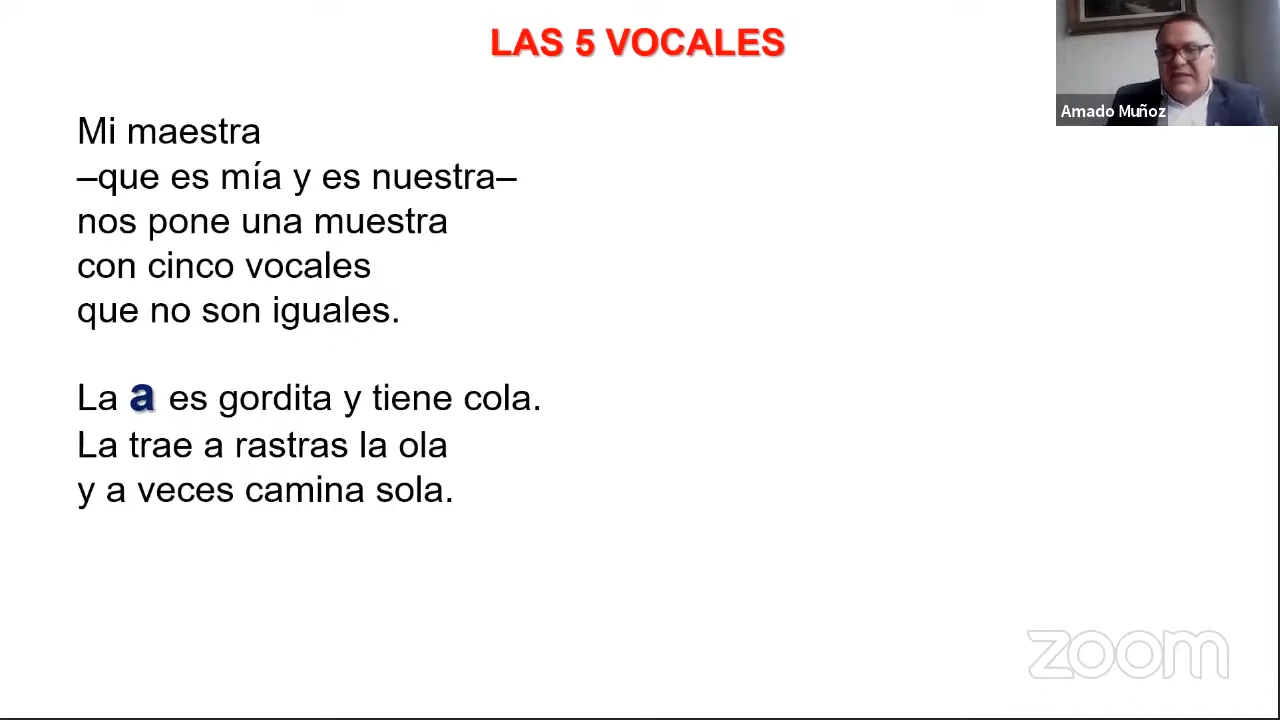 LAS 5 VOCALES
Amado Muñoz
Mi maestra
–que es mía y es nuestra–
nos pone una muestra
con cinco vocales
que no son iguales.
La a es gordita y tiene cola.
La trae a rastras la ola
y a veces camina sola.
zoom